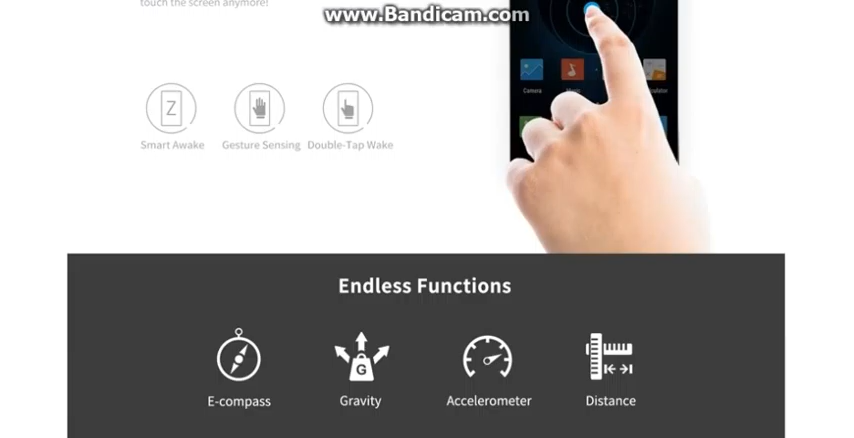 touch the screen anymore!
www.Bandicam.com
Z
Smart Awake
Gesture Sensing
Double-Tap Wake
Camera
Endless Functions
G
E-compass
Gravity
Accelerometer
Distance